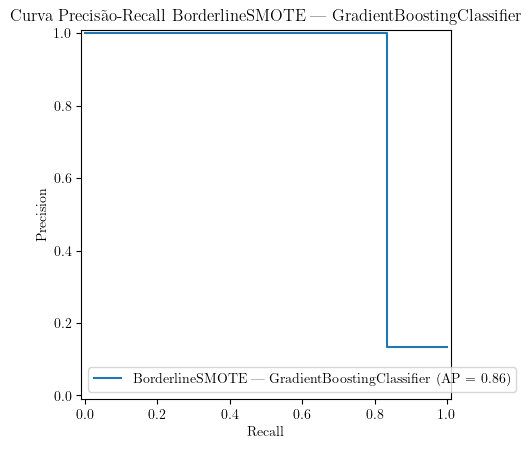 Curva Precisão-Recall BorderlineSMOTE — GradientBoostingClassifier
1.0
0.8
0.6
0.4
0.2
0.0
Precision
BorderlineSMOTE — GradientBoostingClassifier (AP = 0.86)
0.0 0.2 0.4 0.6 0.8 1.0
Recall